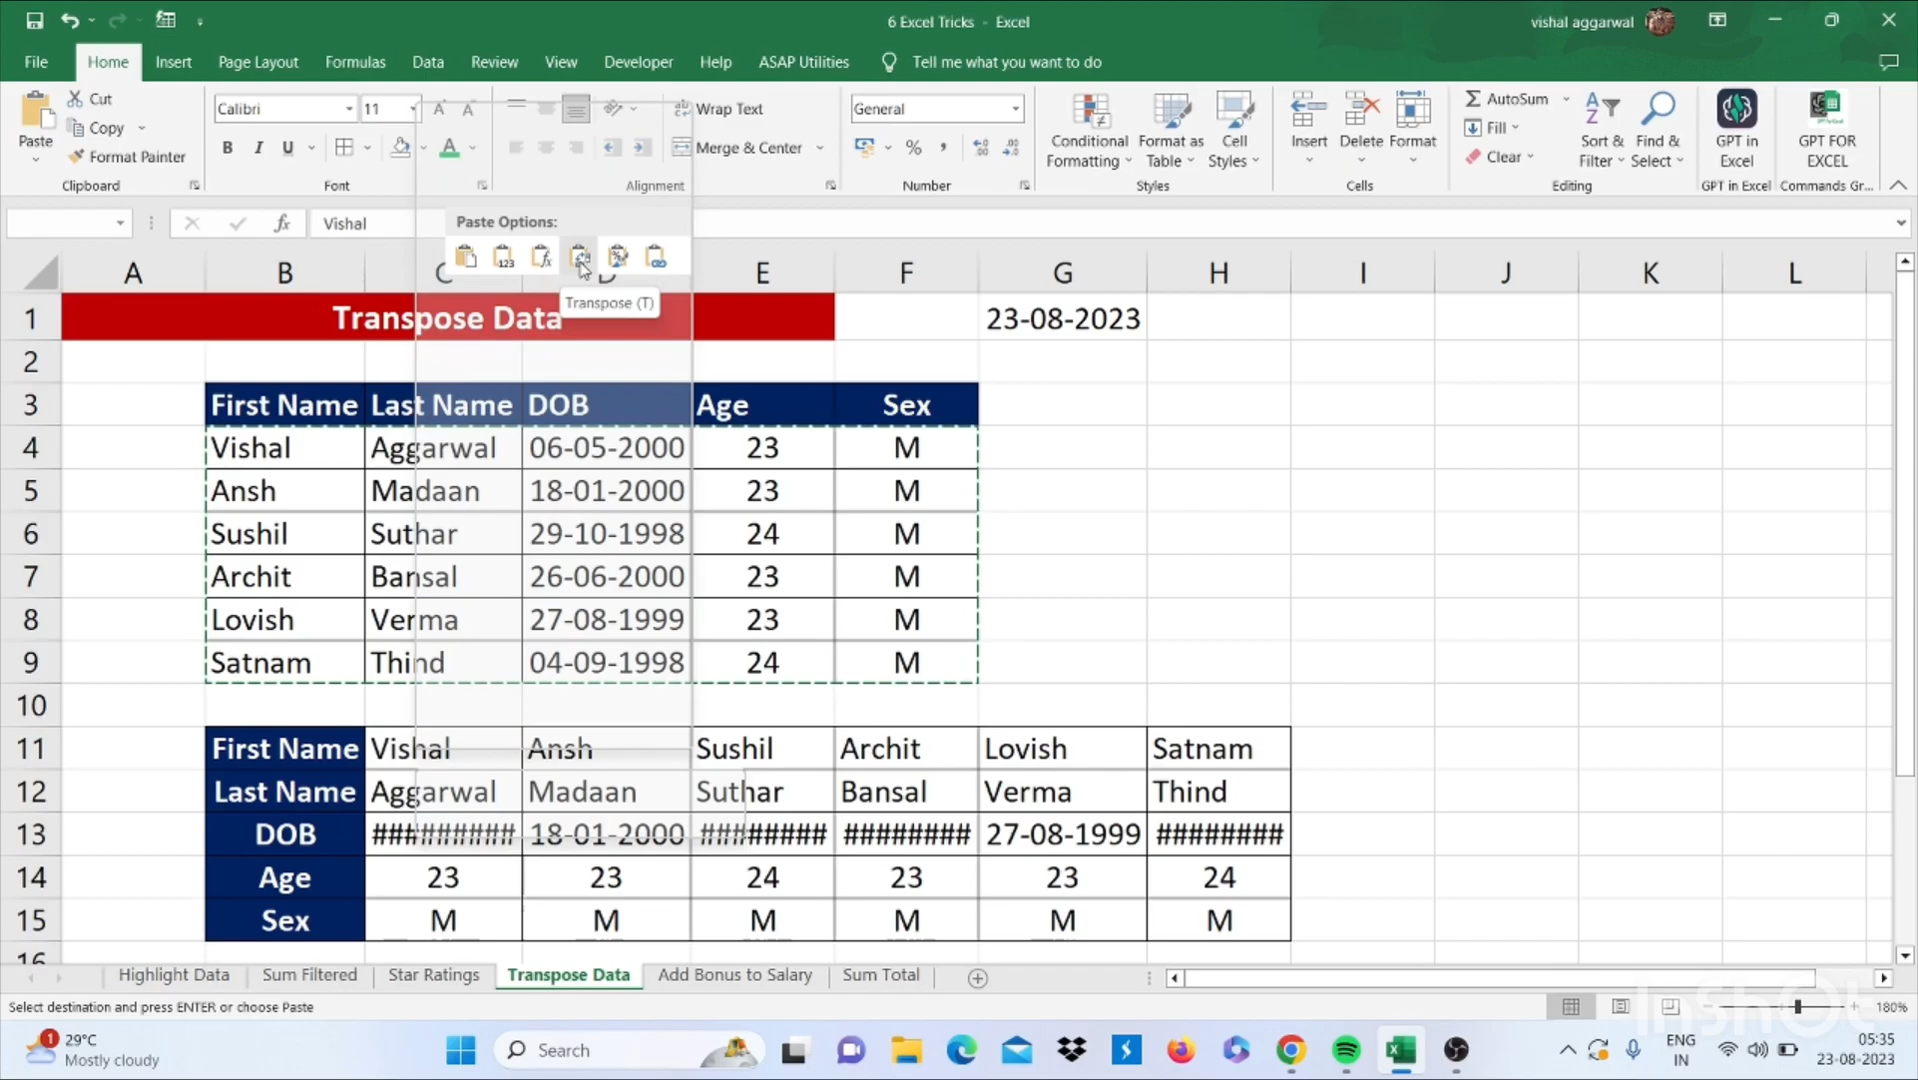 6 Excel Tricks - Excel
vishal aggarwal
File Home Insert Page Layout Formulas Data Review View Developer Help ASAP Utilities Tell me what you want to do
Paste
Cut
Copy
Format Painter
Clipboard
Calibri 11
B I U
Font
Wrap Text
Merge & Center
Alignment
General
% ,
Number
Conditional Formatting
Format as Table
Cell Styles
Styles
Insert
Delete
Format
Cells
AutoSum
Fill
Clear
Sort & Filter
Find & Select
Editing
GPT in Excel
GPT in Excel
GPT FOR EXCEL
Commands Gr...
fx Vishal
Paste Options:
Transpose (T)
A B C D E F G H I J K L
1 Transpose Data 23-08-2023
2
3 First Name Last Name DOB Age Sex
4 Vishal Aggarwal 06-05-2000 23 M
5 Ansh Madaan 18-01-2000 23 M
6 Sushil Suthar 29-10-1998 24 M
7 Archit Bansal 26-06-2000 23 M
8 Lovish Verma 27-08-1999 23 M
9 Satnam Thind 04-09-1998 24 M
10
11 First Name Vishal Ansh Sushil Archit Lovish Satnam
12 Last Name Aggarwal Madaan Suthar Bansal Verma Thind
13 DOB ######### 18-01-2000 ######## ######## 27-08-1999 ########
14 Age 23 23 24 23 23 24
15 Sex M M M M M M
16
Highlight Data Sum Filtered Star Ratings Transpose Data Add Bonus to Salary Sum Total
Select destination and press ENTER or choose Paste
180%
InShOt
1
29°C
Mostly cloudy
Search
ENG
IN
05:35
23-08-2023